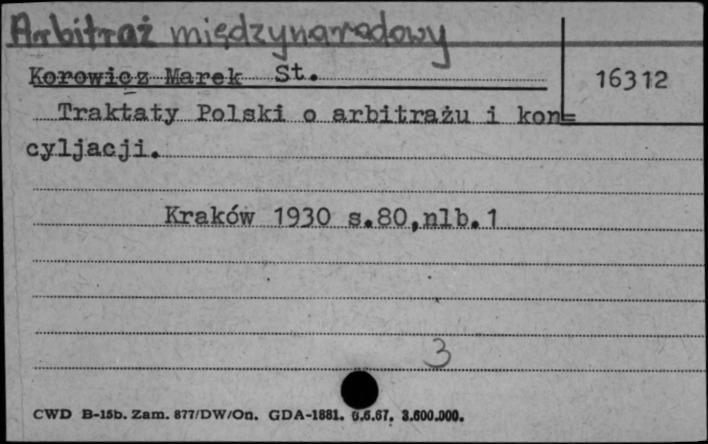 Arbitraż międzynarodowy
Korowicz Marek St.
16312
Traktaty Polski o arbitrażu i kon=
cyljacji.
Kraków 1930 s.80,nlb.1
3
CWD B-15b. Zam. 877/DW/On. GDA-1881. 6.6.67. 3.600.000.